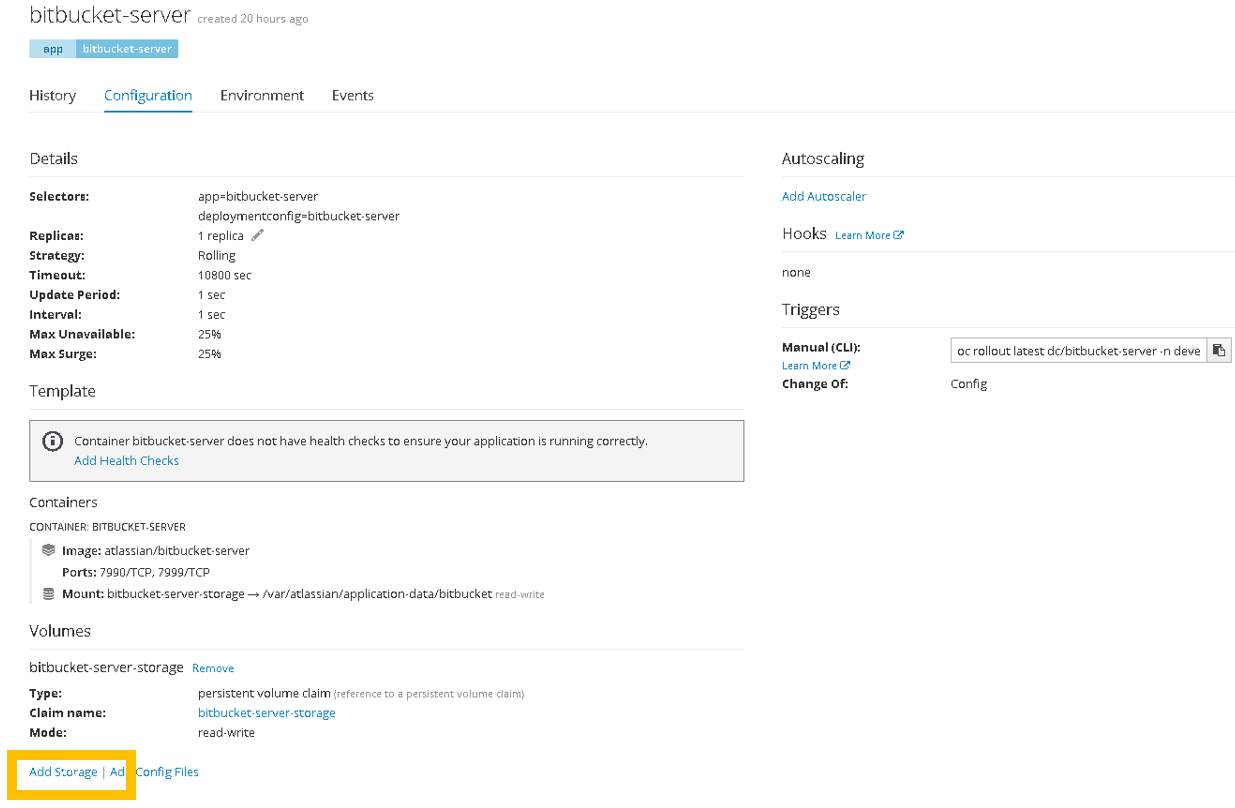 bitbucket-server created 20 hours ago
app bitbucket-server
History Configuration Environment Events
Details
Selectors: app=bitbucket-server
deploymentconfig=bitbucket-server
Replicas: 1 replica
Strategy: Rolling
Timeout: 10800 sec
Update Period: 1 sec
Interval: 1 sec
Max Unavailable: 25%
Max Surge: 25%
Template
Container bitbucket-server does not have health checks to ensure your application is running correctly.
Add Health Checks
Containers
CONTAINER: BITBUCKET-SERVER
Image: atlassian/bitbucket-server
Ports: 7990/TCP, 7999/TCP
Mount: bitbucket-server-storage → /var/atlassian/application-data/bitbucket read-write
Volumes
bitbucket-server-storage Remove
Type: persistent volume claim (reference to a persistent volume claim)
Claim name: bitbucket-server-storage
Mode: read-write
Add Storage | Add Config Files
Autoscaling
Add Autoscaler
Hooks Learn More
none
Triggers
Manual (CLI): oc rollout latest dc/bitbucket-server -n deve
Learn More
Change Of: Config